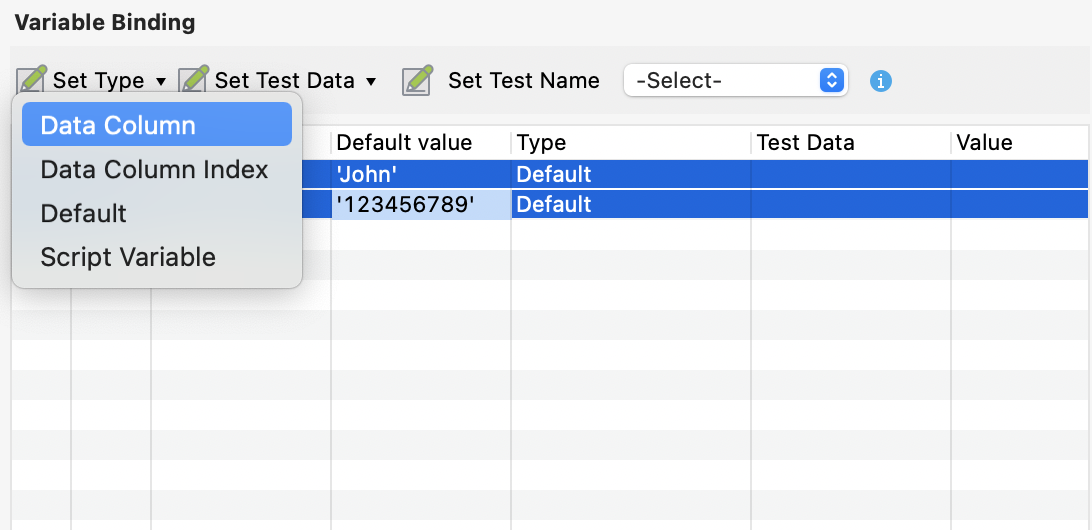 Variable Binding
Set Type ▾ Set Test Data ▾ Set Test Name -Select-
Data Column
Data Column Index
Default
Script Variable
Default value Type Test Data Value
'John' Default
'123456789' Default